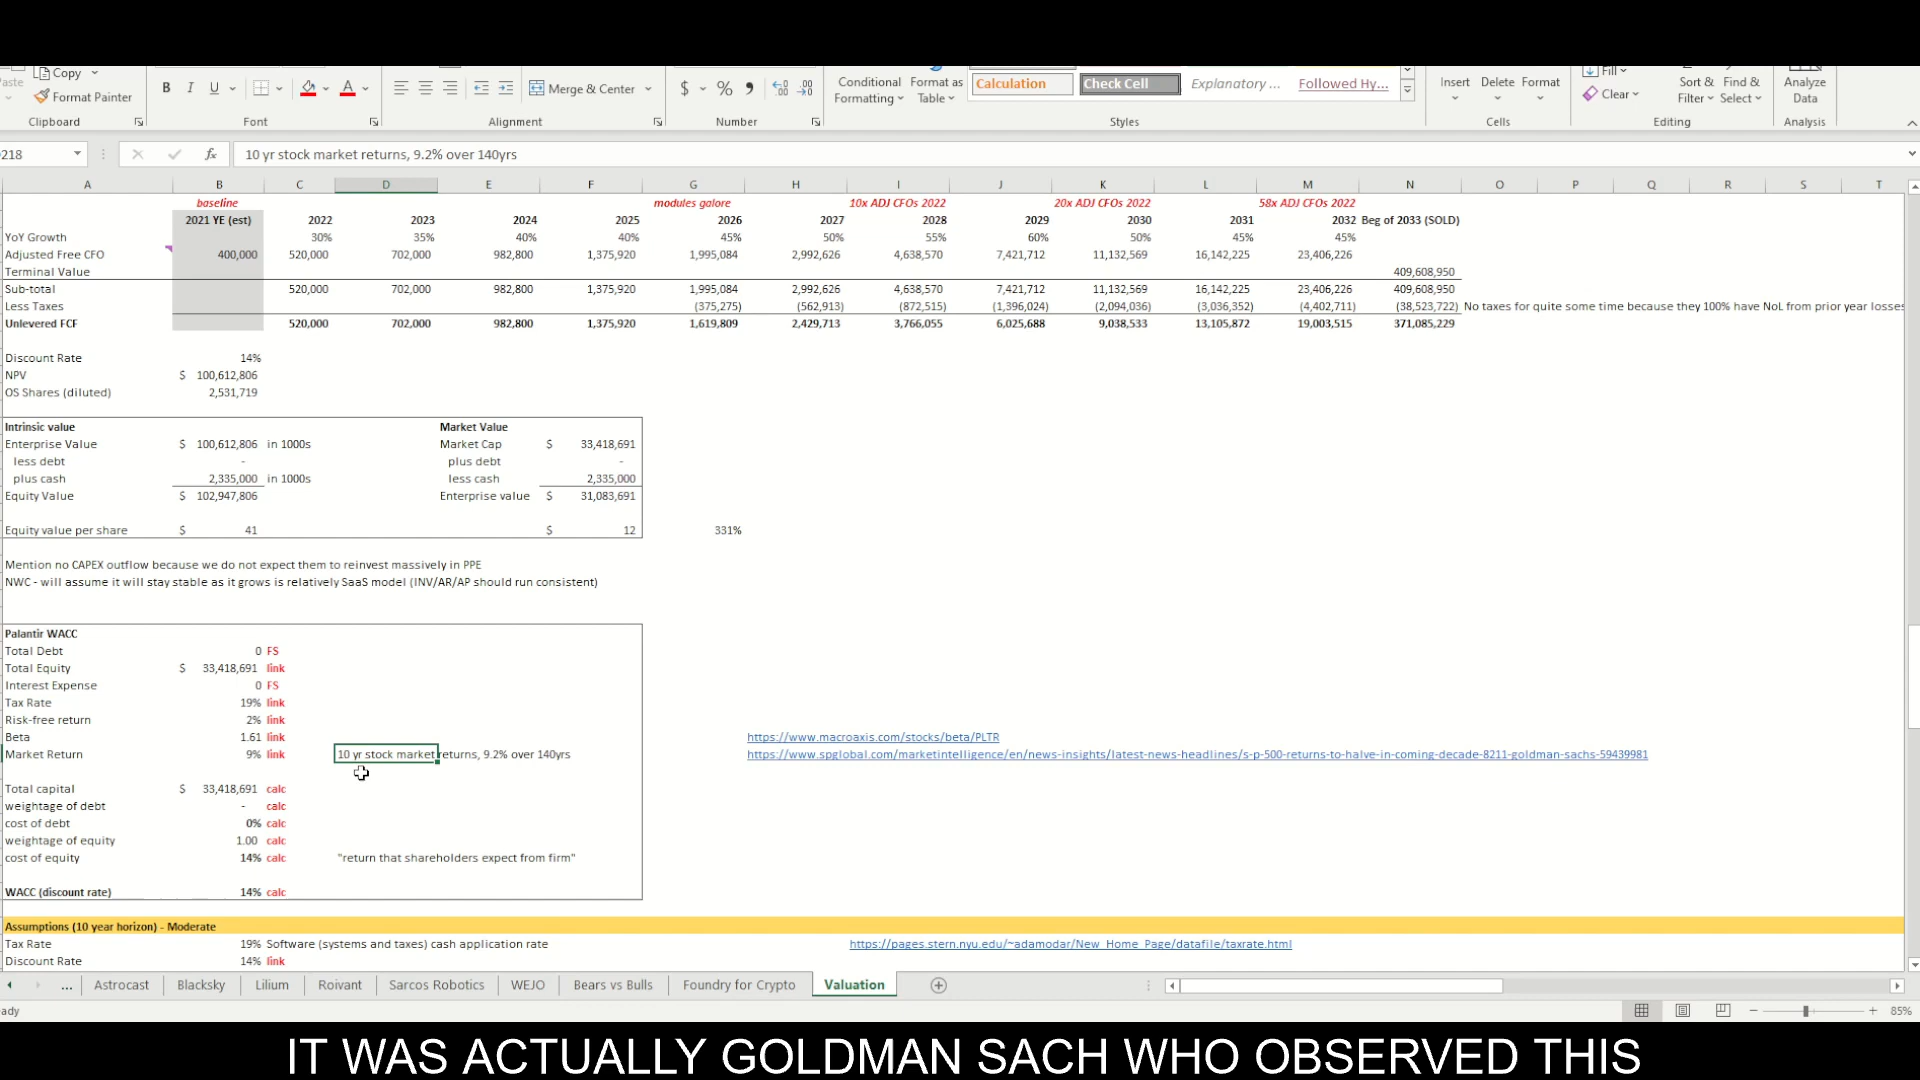 Copy
Format Painter
B I U
Merge & Center
$ % 9
Conditional Formatting
Format as Table
Calculation
Check Cell
Explanatory ...
Followed Hy...
Insert
Delete
Format
Fill
Clear
Sort & Filter
Find & Select
Analyze Data
Clipboard Font Alignment Number Styles Cells Editing Analysis
218 fx 10 yr stock market returns, 9.2% over 140yrs
A B C D E F G H I J K L M N O P Q R S T
baseline modules galore 10x ADJ CFOs 2022 20x ADJ CFOs 2022 58x ADJ CFOs 2022
2021 YE (est) 2022 2023 2024 2025 2026 2027 2028 2029 2030 2031 2032 Beg of 2033 (SOLD)
YoY Growth 30% 35% 40% 40% 45% 50% 55% 60% 50% 45% 45%
Adjusted Free CFO 400,000 520,000 702,000 982,800 1,375,920 1,995,084 2,992,626 4,638,570 7,421,712 11,132,569 16,142,225 23,406,226
Terminal Value 409,608,950
Sub-total 520,000 702,000 982,800 1,375,920 1,995,084 2,992,626 4,638,570 7,421,712 11,132,569 16,142,225 23,406,226 409,608,950
Less Taxes (375,275) (562,913) (872,515) (1,396,024) (2,094,036) (3,036,352) (4,402,711) (38,523,722) No taxes for quite some time because they 100% have NoL from prior year losses
Unlevered FCF 520,000 702,000 982,800 1,375,920 1,619,809 2,429,713 3,766,055 6,025,688 9,038,533 13,105,872 19,003,515 371,085,229
Discount Rate 14%
NPV $ 100,612,806
OS Shares (diluted) 2,531,719
Intrinsic value Market Value
Enterprise Value $ 100,612,806 in 1000s Market Cap $ 33,418,691
less debt - plus debt -
plus cash 2,335,000 in 1000s less cash 2,335,000
Equity Value $ 102,947,806 Enterprise value $ 31,083,691
Equity value per share $ 41 $ 12 331%
Mention no CAPEX outflow because we do not expect them to reinvest massively in PPE
NWC - will assume it will stay stable as it grows is relatively SaaS model (INV/AR/AP should run consistent)
Palantir WACC
Total Debt 0 FS
Total Equity $ 33,418,691 link
Interest Expense 0 FS
Tax Rate 19% link
Risk-free return 2% link
Beta 1.61 link https://www.macroaxis.com/stocks/beta/PLTR
Market Return 9% link 10 yr stock market returns, 9.2% over 140yrs https://www.spglobal.com/marketintelligence/en/news-insights/latest-news-headlines/s-p-500-returns-to-halve-in-coming-decade-8211-goldman-sachs-59439981
Total capital $ 33,418,691 calc
weightage of debt - calc
cost of debt 0% calc
weightage of equity 1.00 calc
cost of equity 14% calc "return that shareholders expect from firm"
WACC (discount rate) 14% calc
Assumptions (10 year horizon) - Moderate
Tax Rate 19% Software (systems and taxes) cash application rate https://pages.stern.nyu.edu/~adamodar/New_Home_Page/datafile/taxrate.html
Discount Rate 14% link
... Astrocast Blacksky Lilium Roivant Sarcos Robotics WEJO Bears vs Bulls Foundry for Crypto Valuation
eady 85%
IT WAS ACTUALLY GOLDMAN SACH WHO OBSERVED THIS